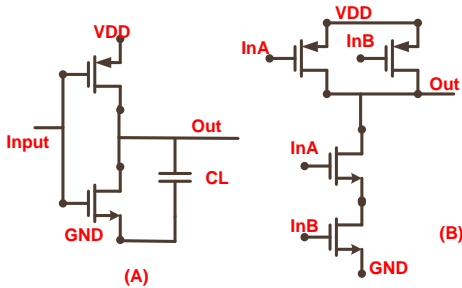 VDD
Input
Out
CL
GND
(A)
VDD
InA
InB
Out
InA
InB
GND
(B)